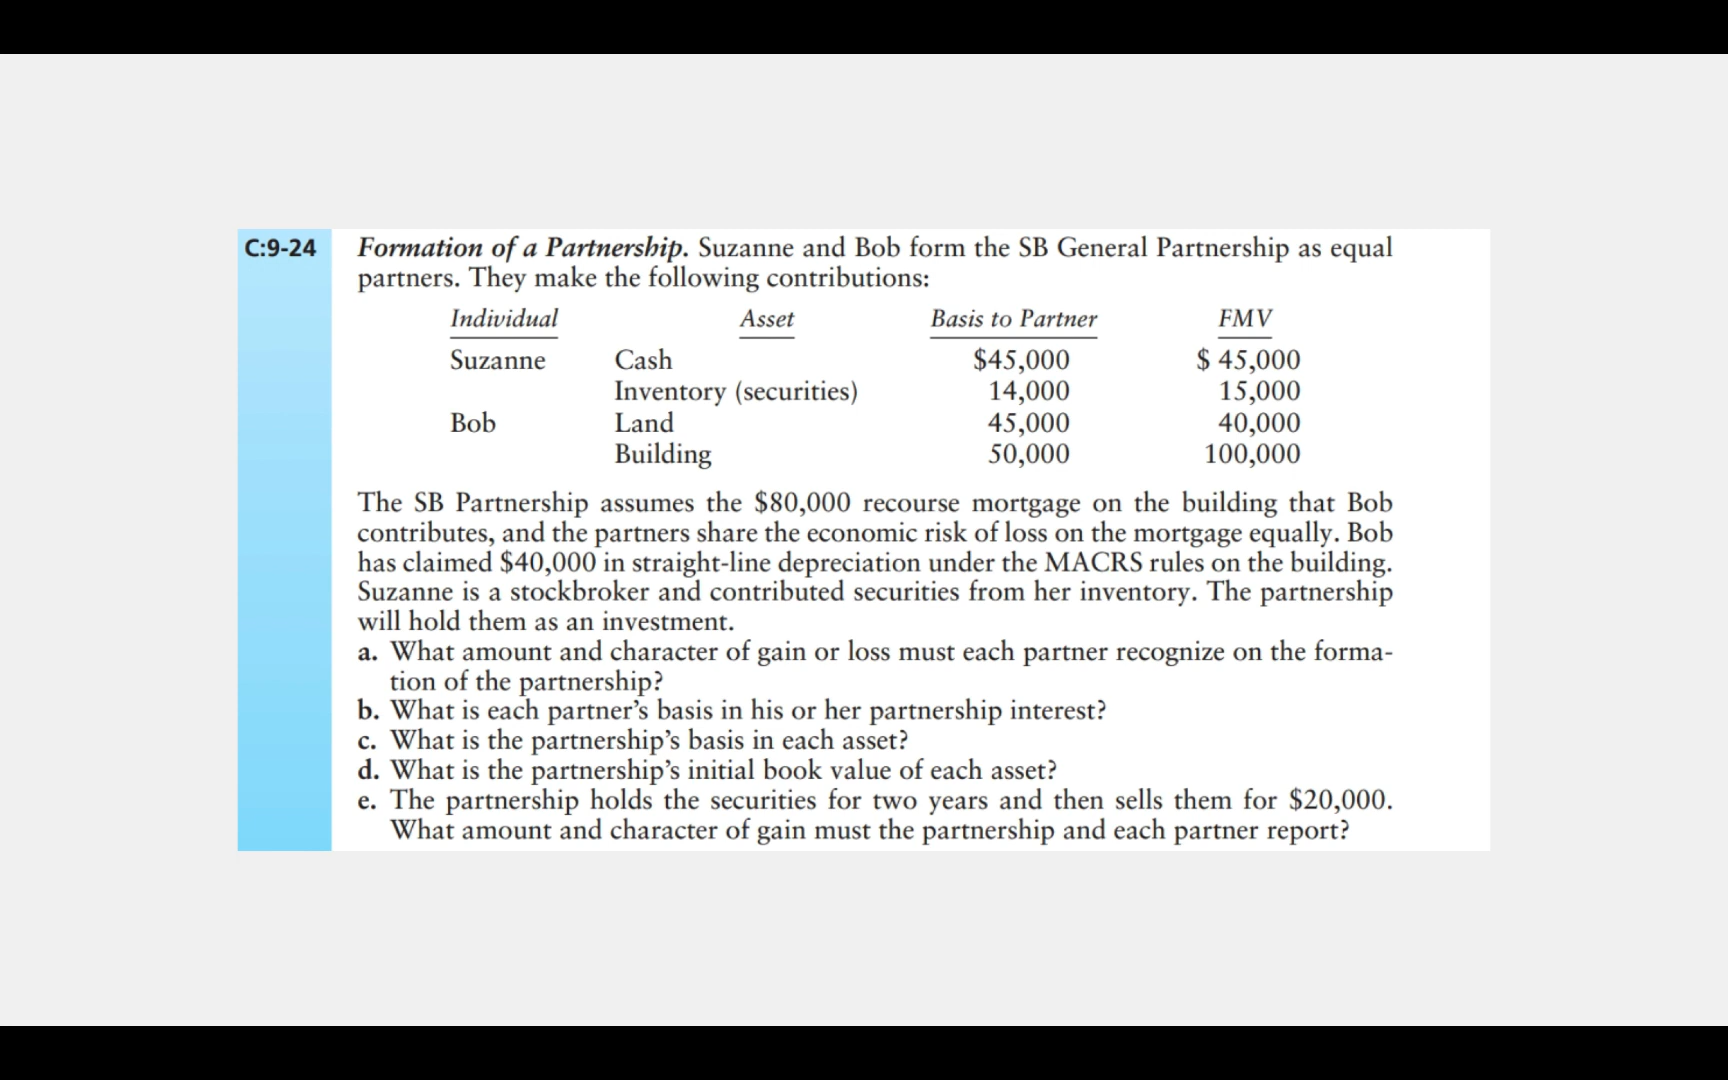 C:9-24 Formation of a Partnership. Suzanne and Bob form the SB General Partnership as equal
partners. They make the following contributions:
Individual Asset Basis to Partner FMV
Suzanne Cash $45,000 $ 45,000
Inventory (securities) 14,000 15,000
Bob Land 45,000 40,000
Building 50,000 100,000
The SB Partnership assumes the $80,000 recourse mortgage on the building that Bob
contributes, and the partners share the economic risk of loss on the mortgage equally. Bob
has claimed $40,000 in straight-line depreciation under the MACRS rules on the building.
Suzanne is a stockbroker and contributed securities from her inventory. The partnership
will hold them as an investment.
a. What amount and character of gain or loss must each partner recognize on the forma-
tion of the partnership?
b. What is each partner's basis in his or her partnership interest?
c. What is the partnership's basis in each asset?
d. What is the partnership's initial book value of each asset?
e. The partnership holds the securities for two years and then sells them for $20,000.
What amount and character of gain must the partnership and each partner report?